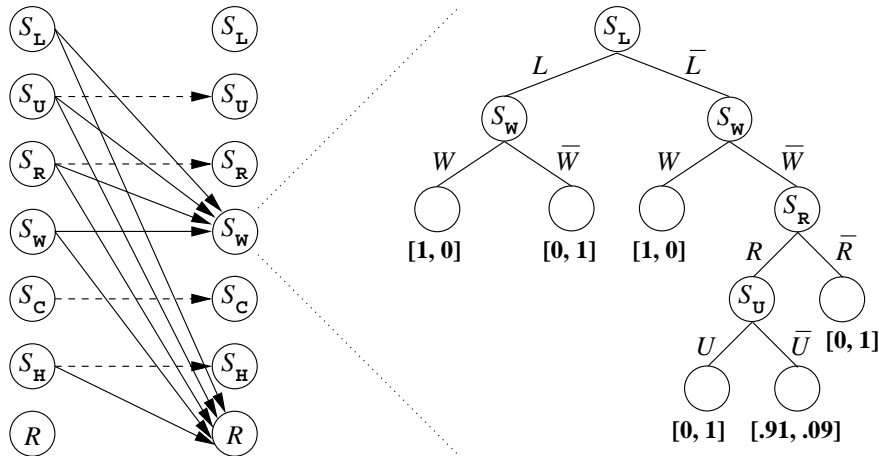 S_L S_L S_L
L L̅
S_U S_U S_W S_W
W W̅ W W̅
S_R S_R
S_W S_W S_R
[1, 0] [0, 1] [1, 0] R R̅
S_C S_C S_U
U U̅ [0, 1]
S_H S_H
[0, 1] [.91, .09]
R R